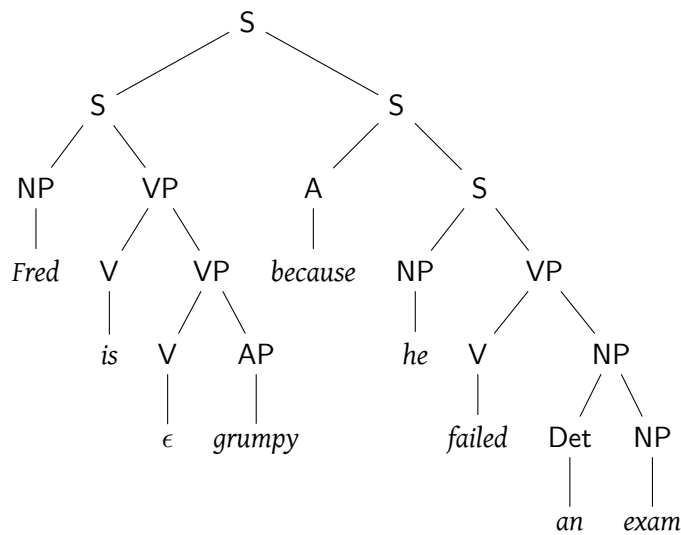 S
S S
NP VP A S
Fred V VP because NP VP
is V AP he V NP
ϵ grumpy failed Det NP
an exam